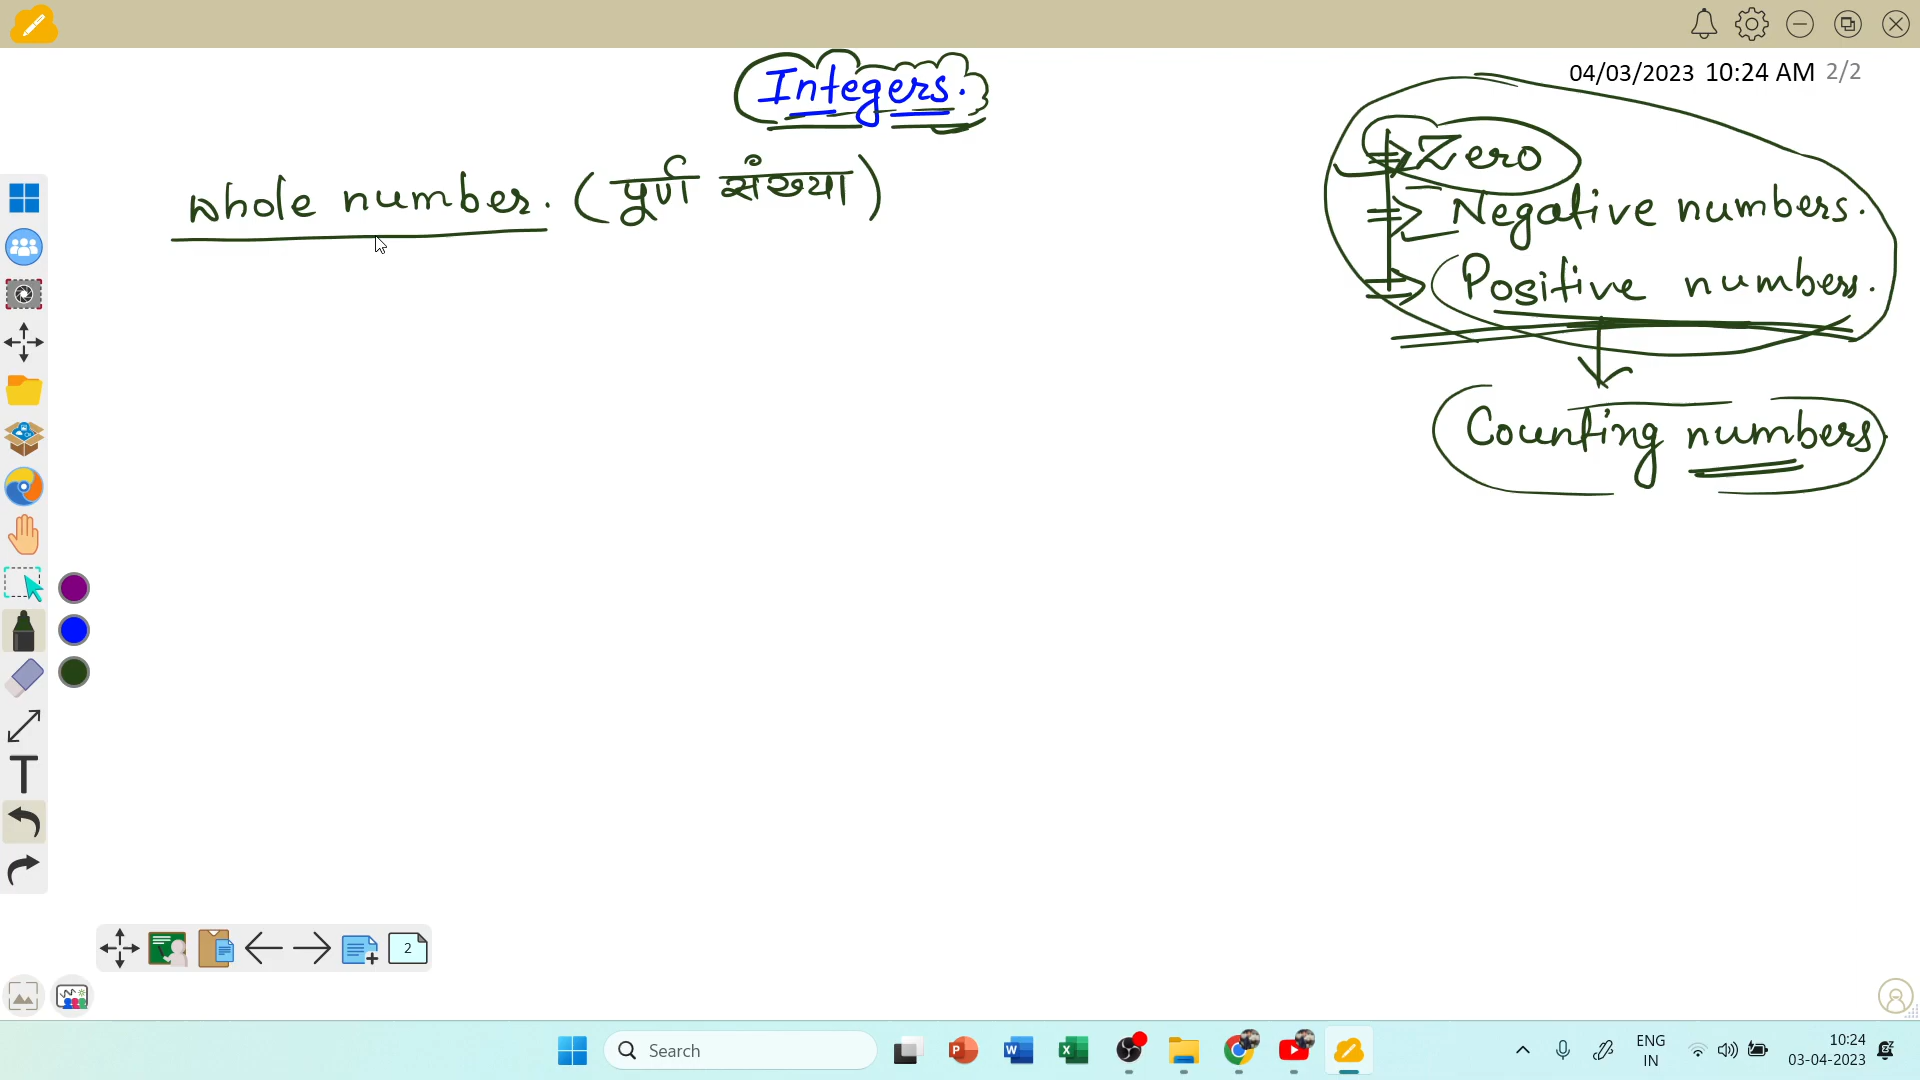 04/03/2023 10:24 AM 2/2
Integers.
whole number. (पूर्ण संख्या)
Zero
Negative numbers.
Positive numbers.
Counting numbers
2
Search
ENG
IN
10:24
03-04-2023